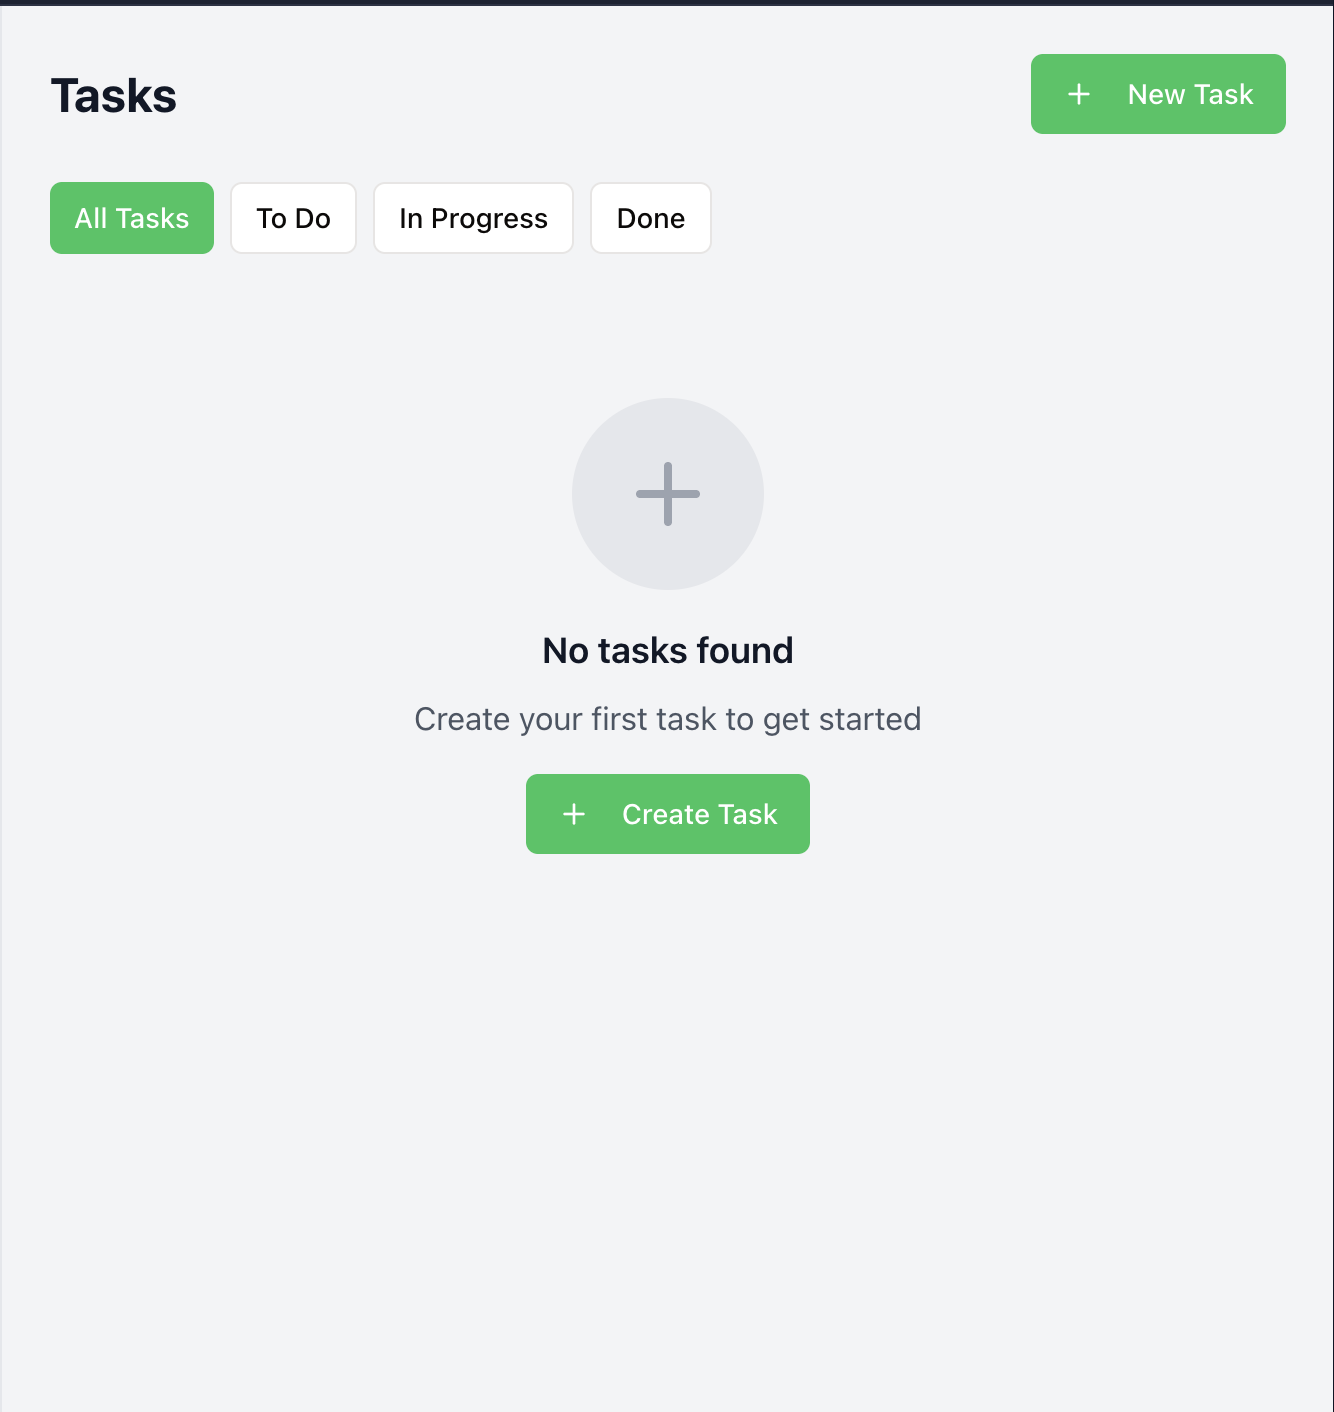 Tasks
New Task
All Tasks
To Do
In Progress
Done
No tasks found
Create your first task to get started
Create Task